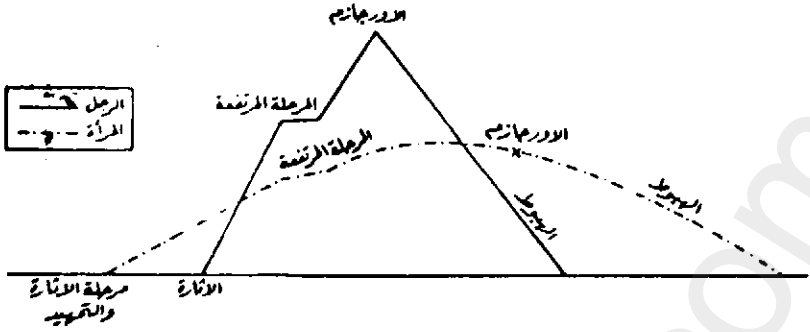 الاورجازم
الرجل
المرأة
المرحلة المرتفعة
المرحلة المرتفعة
الاورجازم
الهبوط
الهبوط
مرحلة الاثارة
والتمهيد
الاثارة